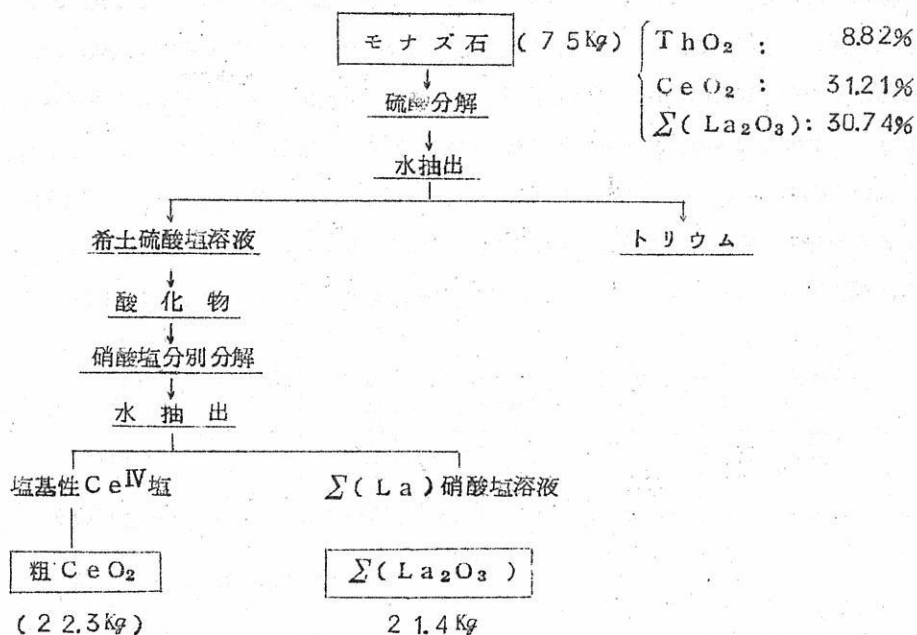 モナズ石 (75Kg)
ThO₂ : 8.82%
CeO₂ : 31.21%
Σ(La₂O₃): 30.74%
硫酸分解
水抽出
希土硫酸塩溶液 トリウム
酸化物
硝酸塩分別分解
水抽出
塩基性Ce^IV塩 Σ(La)硝酸塩溶液
粗CeO₂ Σ(La₂O₃)
(22.3Kg) 21.4Kg